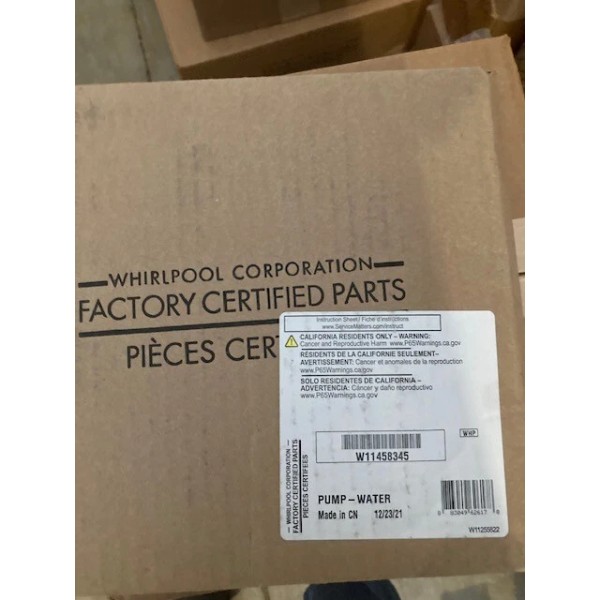 WHIRLPOOL CORPORATION
FACTORY CERTIFIED PARTS
PIÈCES CERT
Instruction Sheet/ Fiche d'instructions
www.ServiceMatters.com/instruct
CALIFORNIA RESIDENTS ONLY – WARNING:
Cancer and Reproductive Harm www.P65Warnings.ca.gov
RÉSIDENTS DE LA CALIFORNIE SEULEMENT–
AVERTISSEMENT: Cancer et anomalies de la reproduction
www.P65Warnings.ca.gov
SOLO RESIDENTES DE CALIFORNIA –
ADVERTENCIA: Cáncer y daño reproductivo
www.P65Warnings.ca.gov
WHP
W11458345
WHIRLPOOL CORPORATION
FACTORY CERTIFIED PARTS
PIÈCES CERTIFIÉES
PUMP – WATER
Made in CN 12/23/21
W11255622